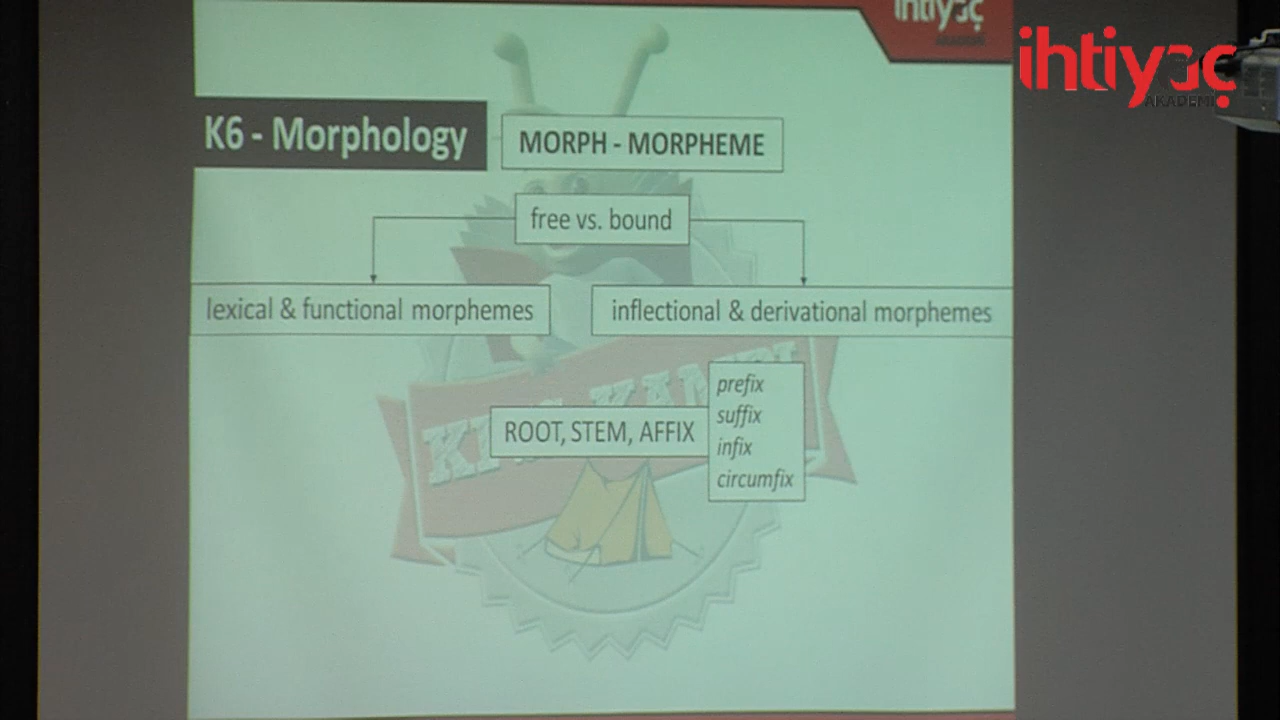 ihtiyaç
AKADEMİ
ihtiyaç
AKADEMİ
K6 - Morphology
MORPH - MORPHEME
free vs. bound
lexical & functional morphemes
inflectional & derivational morphemes
ROOT, STEM, AFFIX
prefix
suffix
infix
circumfix